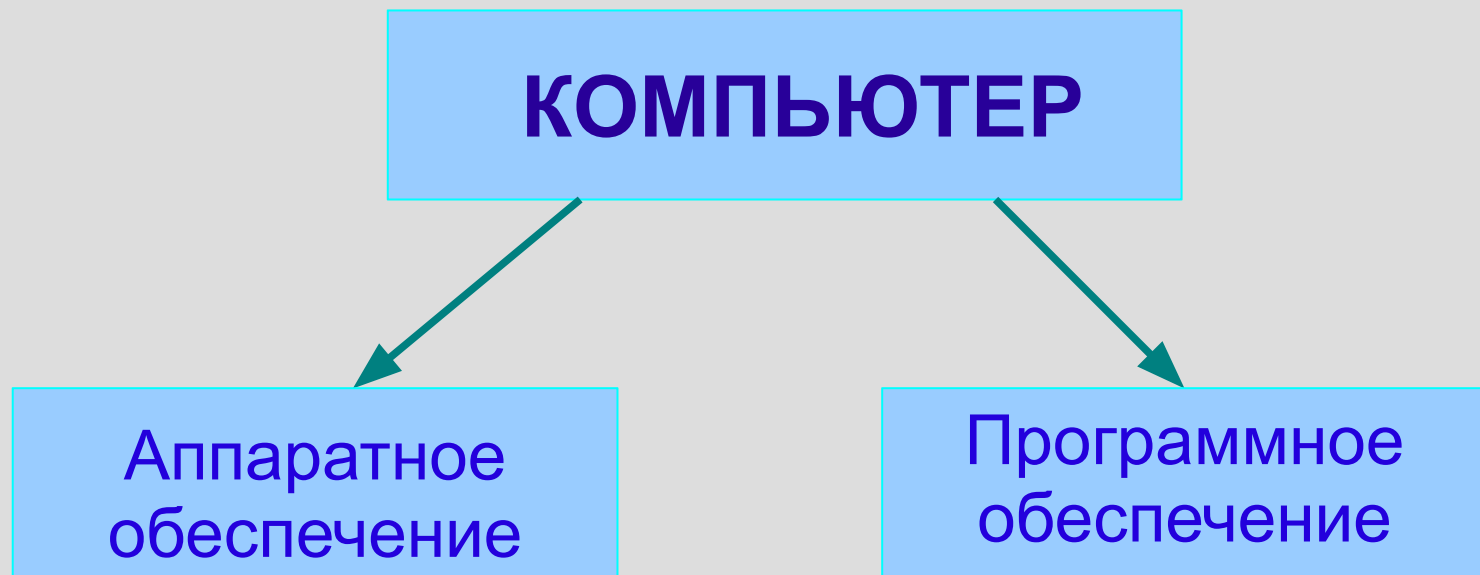 КОМПЬЮТЕР
Аппаратное
обеспечение
Программное
обеспечение